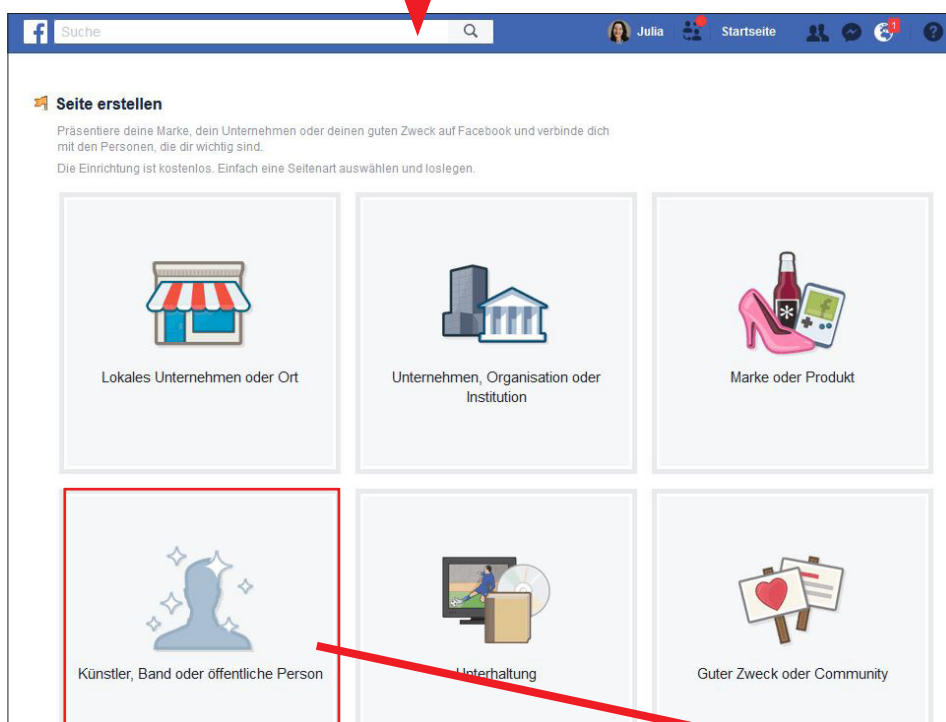 f Suche Julia Startseite 1 ?
Seite erstellen
Präsentiere deine Marke, dein Unternehmen oder deinen guten Zweck auf Facebook und verbinde dich
mit den Personen, die dir wichtig sind.
Die Einrichtung ist kostenlos. Einfach eine Seitenart auswählen und loslegen.
Lokales Unternehmen oder Ort
Unternehmen, Organisation oder
Institution
Marke oder Produkt
Künstler, Band oder öffentliche Person
Unterhaltung
Guter Zweck oder Community